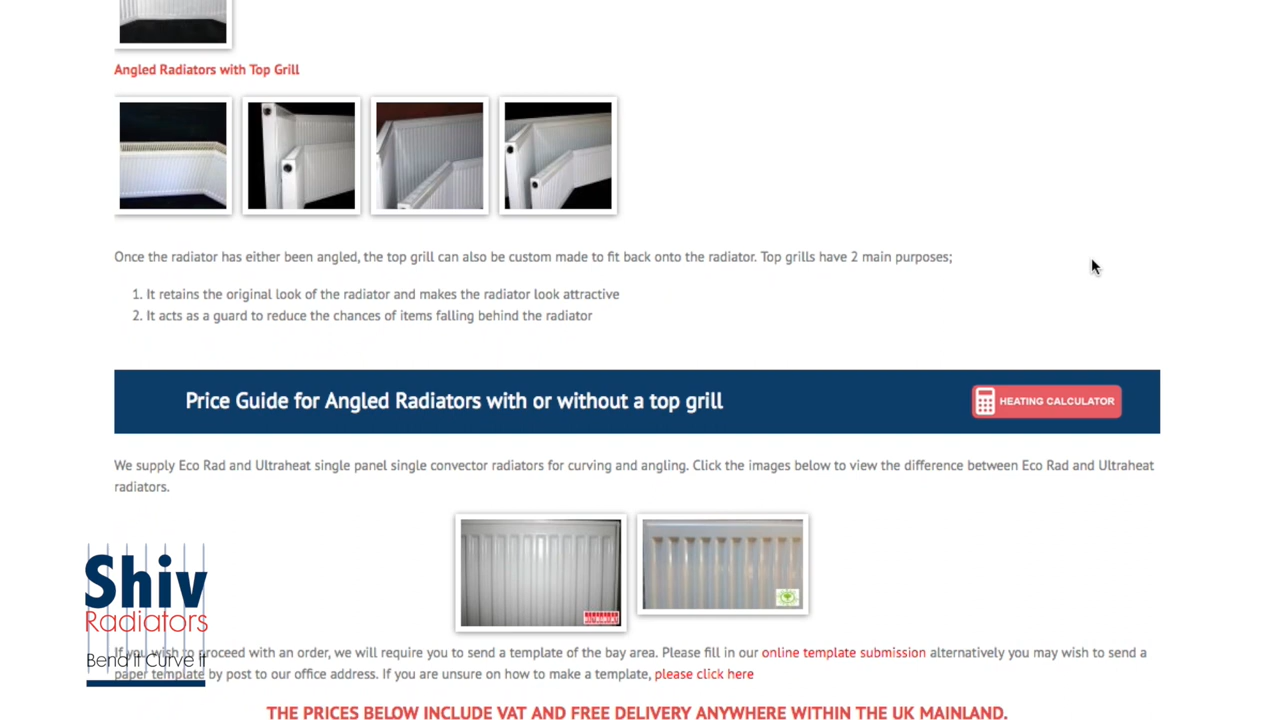 Angled Radiators with Top Grill
Once the radiator has either been angled, the top grill can also be custom made to fit back onto the radiator. Top grills have 2 main purposes;
1. It retains the original look of the radiator and makes the radiator look attractive
2. It acts as a guard to reduce the chances of items falling behind the radiator
Price Guide for Angled Radiators with or without a top grill
HEATING CALCULATOR
We supply Eco Rad and Ultraheat single panel single convector radiators for curving and angling. Click the images below to view the difference between Eco Rad and Ultraheat
radiators.
Shiv
Radiators
Bend it Curve it
If you wish to proceed with an order, we will require you to send a template of the bay area. Please fill in our online template submission alternatively you may wish to send a
paper template by post to our office address. If you are unsure on how to make a template, please click here
THE PRICES BELOW INCLUDE VAT AND FREE DELIVERY ANYWHERE WITHIN THE UK MAINLAND.